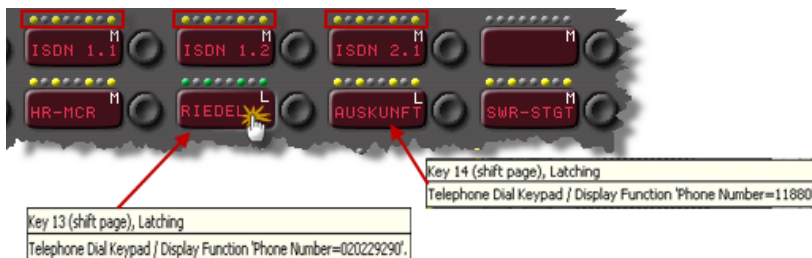 M M M M
ISDN 1.1 ISDN 1.2 ISDN 2.1
M L L M
HR-MCR RIEDEL AUSKUNFT SWR-STGT
Key 14 (shift page), Latching
Telephone Dial Keypad / Display Function 'Phone Number=11880
Key 13 (shift page), Latching
Telephone Dial Keypad / Display Function 'Phone Number=020229290'.